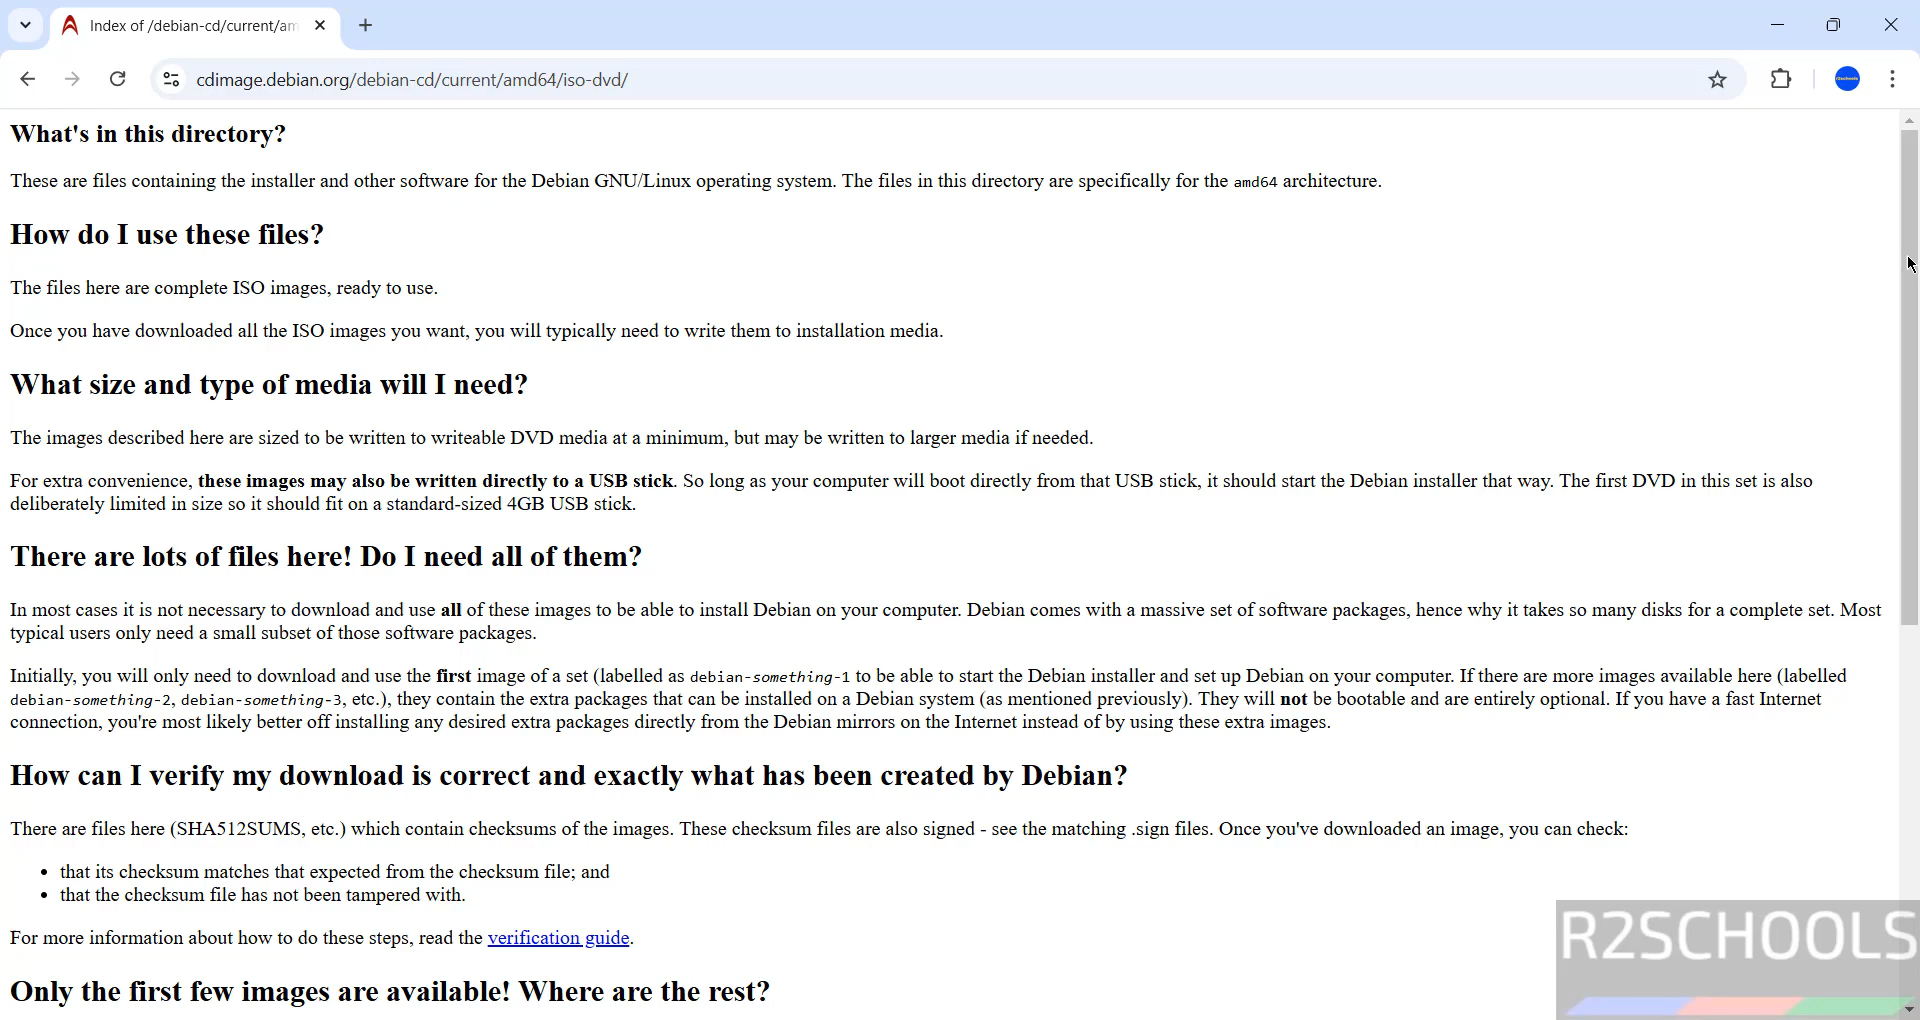 Index of /debian-cd/current/am
cdimage.debian.org/debian-cd/current/amd64/iso-dvd/
What's in this directory?
These are files containing the installer and other software for the Debian GNU/Linux operating system. The files in this directory are specifically for the amd64 architecture.
How do I use these files?
The files here are complete ISO images, ready to use.
Once you have downloaded all the ISO images you want, you will typically need to write them to installation media.
What size and type of media will I need?
The images described here are sized to be written to writeable DVD media at a minimum, but may be written to larger media if needed.
For extra convenience, these images may also be written directly to a USB stick. So long as your computer will boot directly from that USB stick, it should start the Debian installer that way. The first DVD in this set is also
deliberately limited in size so it should fit on a standard-sized 4GB USB stick.
There are lots of files here! Do I need all of them?
In most cases it is not necessary to download and use all of these images to be able to install Debian on your computer. Debian comes with a massive set of software packages, hence why it takes so many disks for a complete set. Most
typical users only need a small subset of those software packages.
Initially, you will only need to download and use the first image of a set (labelled as debian-something-1 to be able to start the Debian installer and set up Debian on your computer. If there are more images available here (labelled
debian-something-2, debian-something-3, etc.), they contain the extra packages that can be installed on a Debian system (as mentioned previously). They will not be bootable and are entirely optional. If you have a fast Internet
connection, you're most likely better off installing any desired extra packages directly from the Debian mirrors on the Internet instead of by using these extra images.
How can I verify my download is correct and exactly what has been created by Debian?
There are files here (SHA512SUMS, etc.) which contain checksums of the images. These checksum files are also signed - see the matching .sign files. Once you've downloaded an image, you can check:
• that its checksum matches that expected from the checksum file; and
• that the checksum file has not been tampered with.
For more information about how to do these steps, read the verification guide.
Only the first few images are available! Where are the rest?
R2SCHOOLS